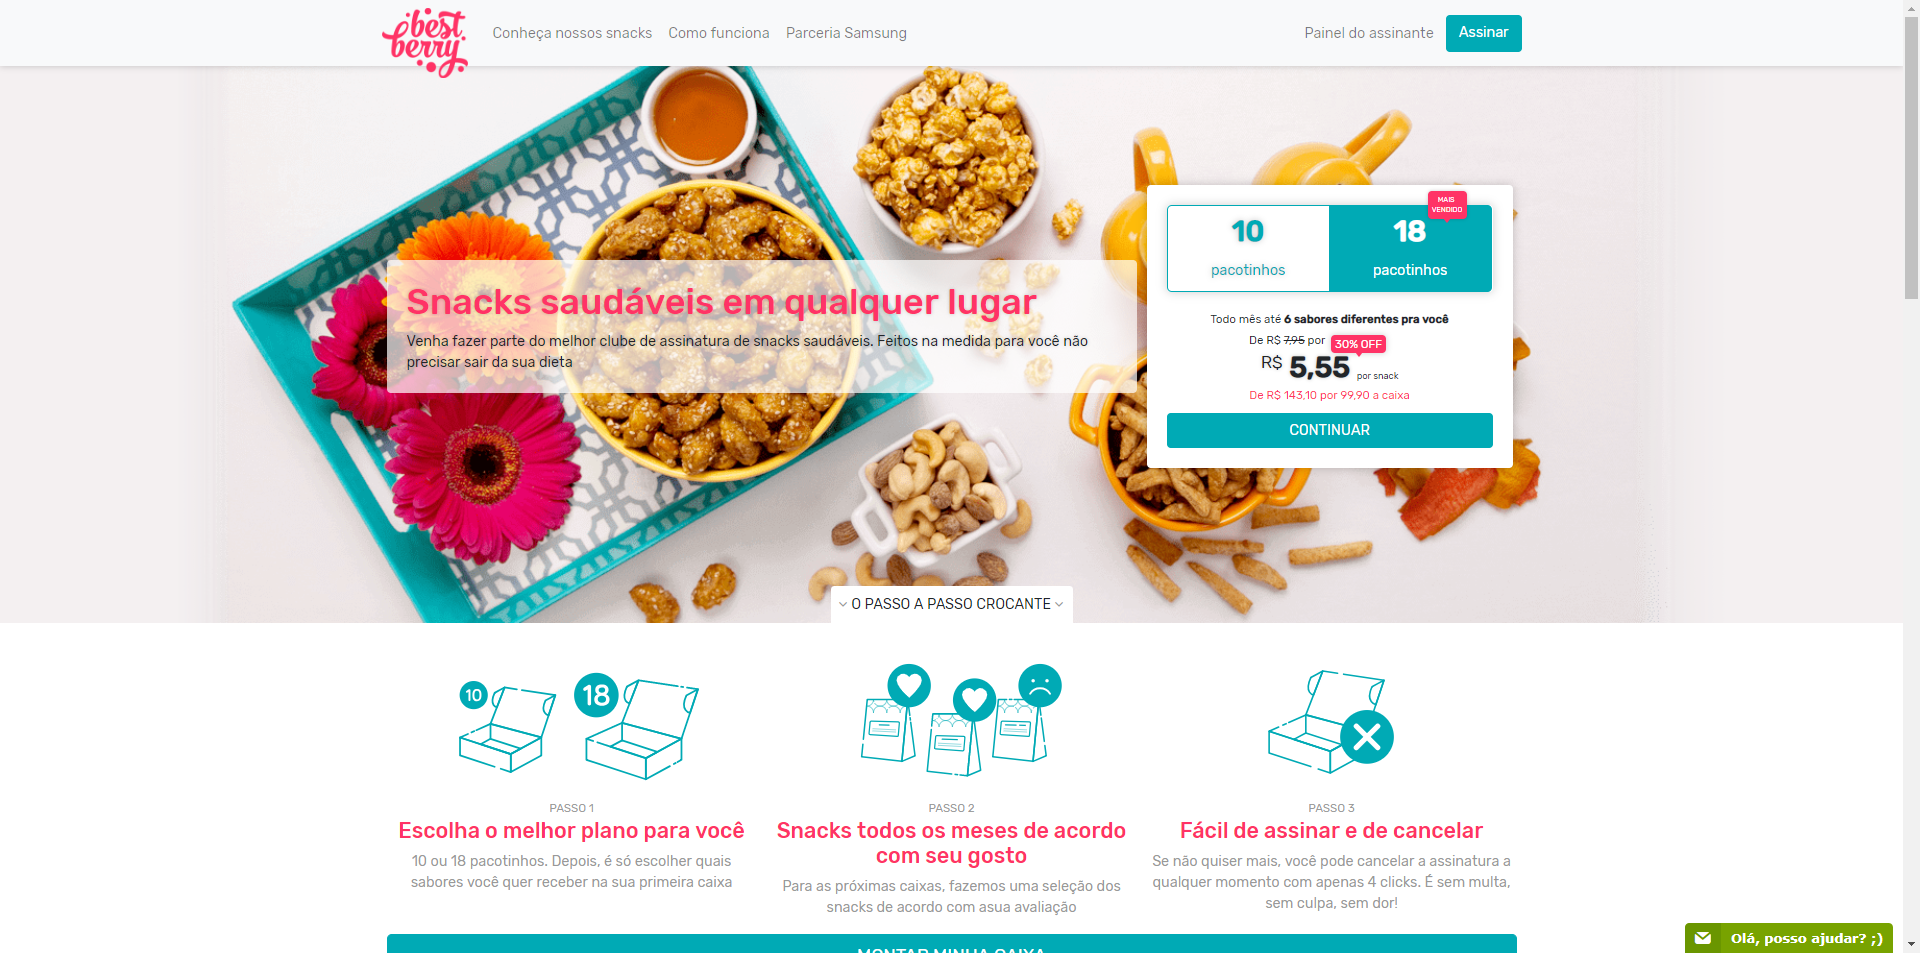 best
berry
Conheça nossos snacks
Como funciona
Parceria Samsung
Painel do assinante
Assinar
Snacks saudáveis em qualquer lugar
Venha fazer parte do melhor clube de assinatura de snacks saudáveis. Feitos na medida para você não
precisar sair da sua dieta
MAIS
VENDIDO
10
pacotinhos
18
pacotinhos
Todo mês até 6 sabores diferentes pra você
De R$ 7,95 por 30% OFF
R$ 5,55 por snack
De R$ 143,10 por 99,90 a caixa
CONTINUAR
O PASSO A PASSO CROCANTE
10
18
PASSO 1
Escolha o melhor plano para você
10 ou 18 pacotinhos. Depois, é só escolher quais
sabores você quer receber na sua primeira caixa
PASSO 2
Snacks todos os meses de acordo
com seu gosto
Para as próximas caixas, fazemos uma seleção dos
snacks de acordo com asua avaliação
PASSO 3
Fácil de assinar e de cancelar
Se não quiser mais, você pode cancelar a assinatura a
qualquer momento com apenas 4 clicks. É sem multa,
sem culpa, sem dor!
MONTAR MINHA CAIXA
Olá, posso ajudar? ;)